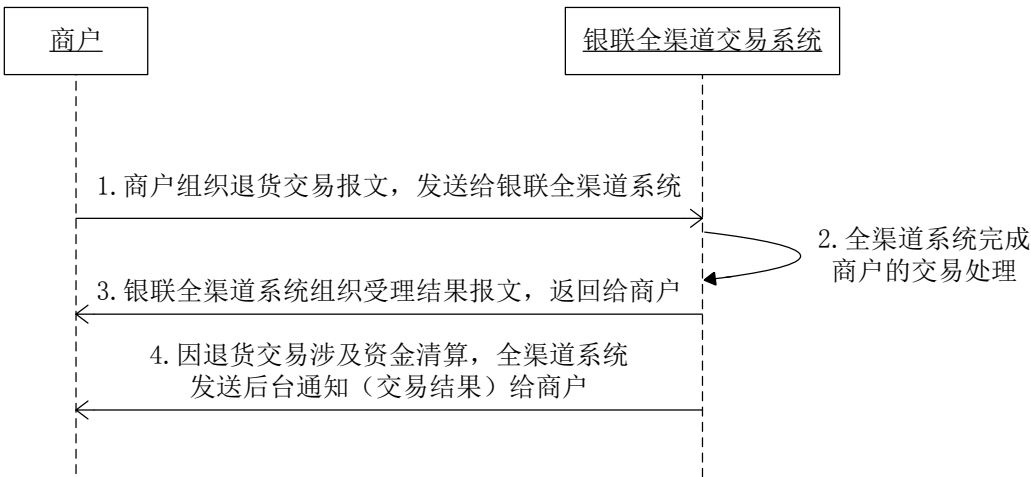 商户
银联全渠道交易系统
1.商户组织退货交易报文，发送给银联全渠道系统
2.全渠道系统完成
商户的交易处理
3.银联全渠道系统组织受理结果报文，返回给商户
4.因退货交易涉及资金清算，全渠道系统
发送后台通知（交易结果）给商户